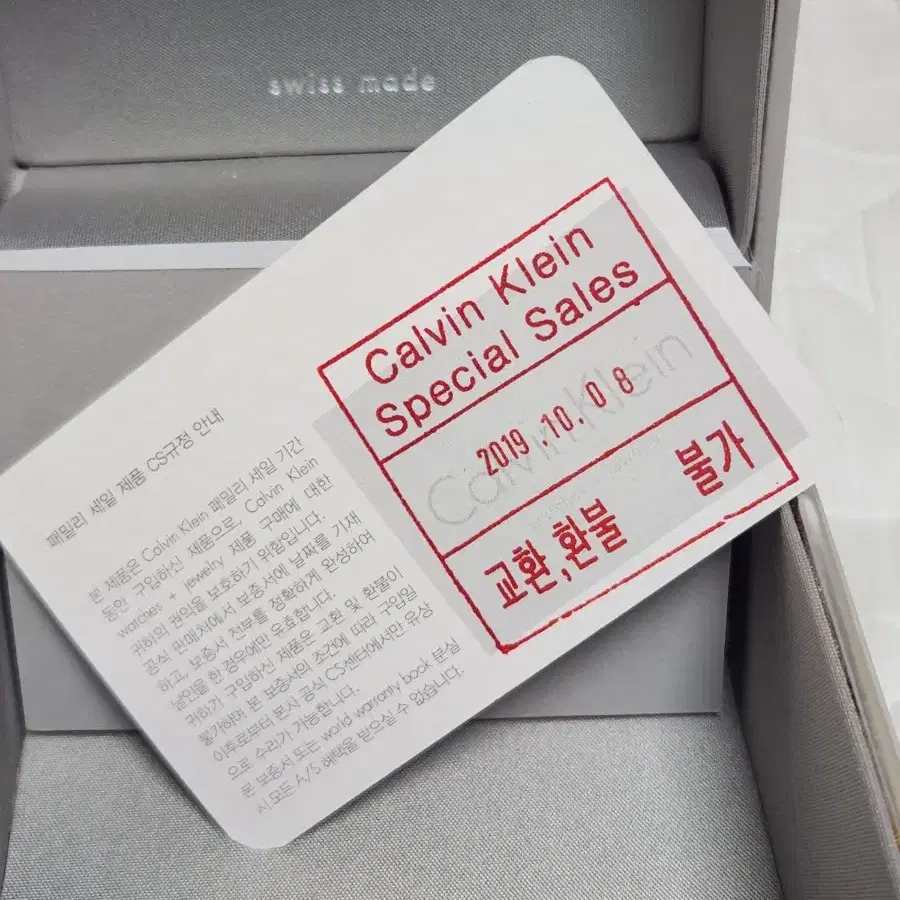 swiss made
패밀리 세일 제품 CS규정 안내
본 제품은 Calvin Klein 패밀리 세일 기간
동안 구입하신 제품으로, Calvin Klein
watches + jewelry 제품 구매에 대한
귀하의 권익을 보호하기 위함입니다.
공식 판매처에서 보증서에 날짜를 기재
하고, 보증서 전부를 정확하게 완성하여
날인을 한 경우에만 유효합니다.
귀하가 구입하신 제품은 교환 및 환불이
불가하며 본 보증서의 조건에 따라 구입일
이후로부터 본사 공식 CS센터에서만 유상
으로 수리가 가능합니다.
본 보증서 또는 world warranty book 분실
시 모든 A/S 혜택을 받으실 수 없습니다.
Calvin Klein
Special Sales
2019.10.08
교환,환불 불가
Calvin Klein